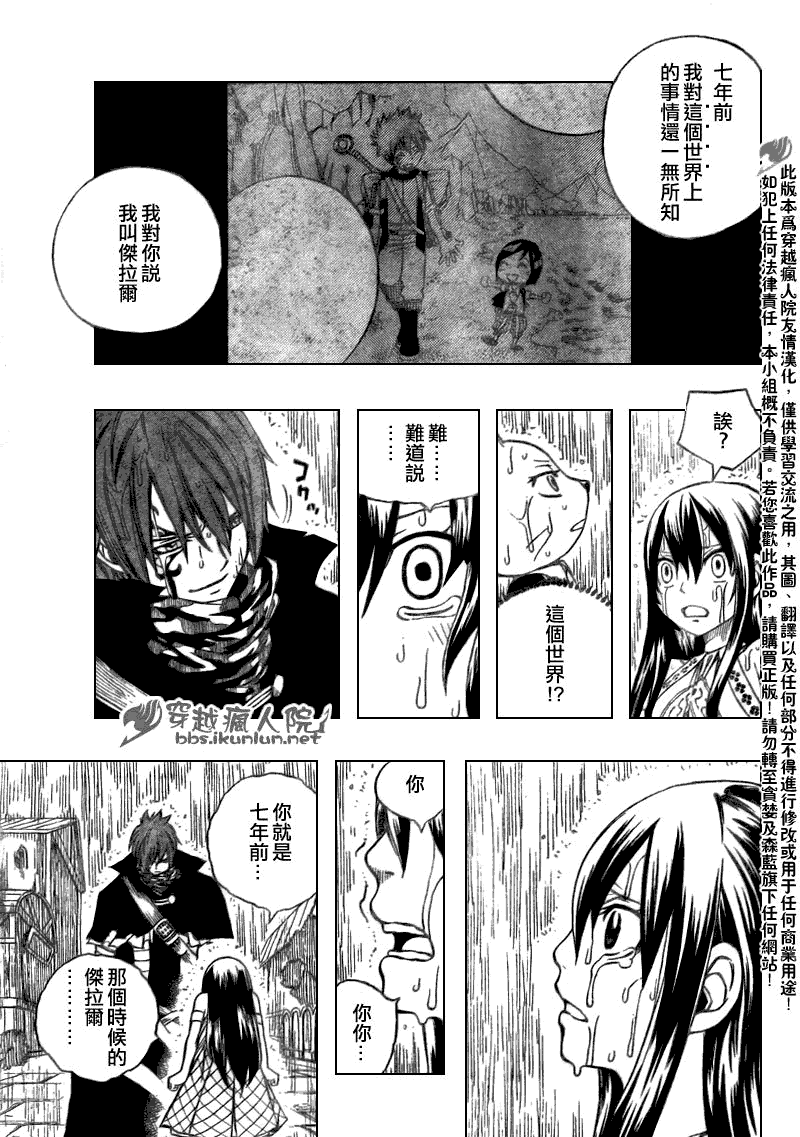 七年前
我對這個世界上
的事情還一無所知
我對你說
我叫傑拉爾
誒?
這個世界!?
難……
難道説
……
你
你你…
你就是
七年前…
那個時候的
傑拉爾
…………
穿越瘋人院
bbs.ikunlun.net
此版本爲穿越瘋人院友情漢化，僅供學習交流之用，其圖、翻譯以及任何部分不得進行修改或用于任何商業用途！
如犯上任何法律責任，本小組概不負責。若您喜歡此作品，請購買正版！請勿轉至貪婪及森藍旗下任何網站！